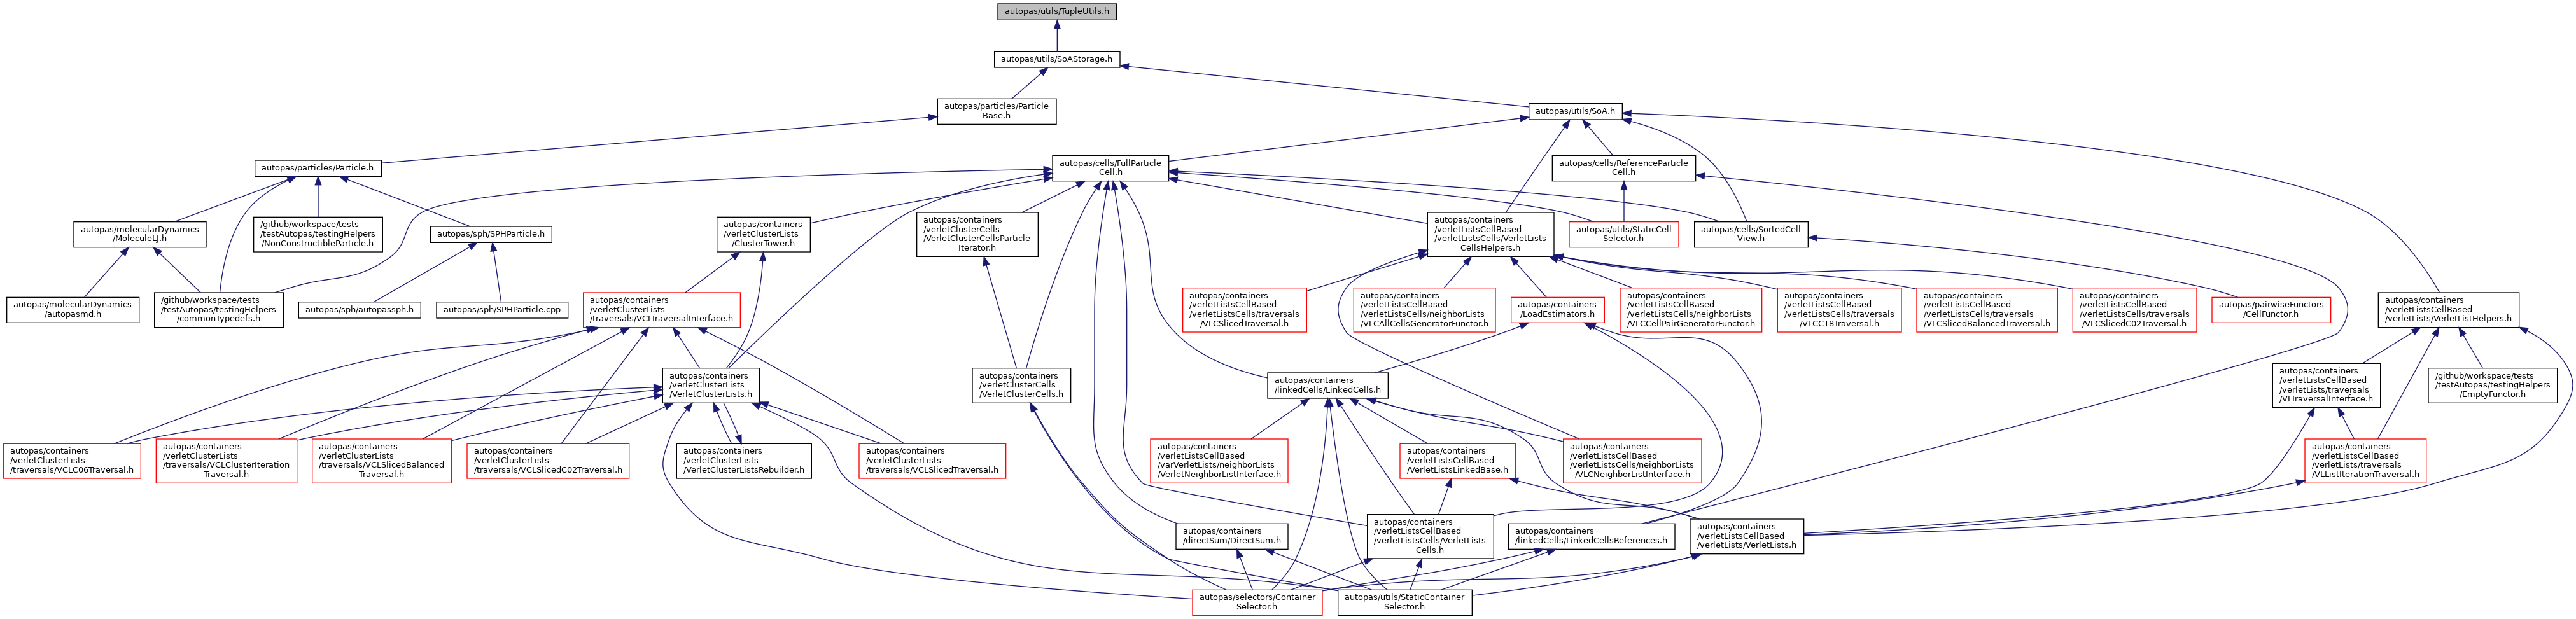 autopas/utils/TupleUtils.h
autopas/utils/SoAStorage.h
autopas/particles/Particle
Base.h
autopas/utils/SoA.h
autopas/particles/Particle.h
autopas/cells/FullParticle
Cell.h
autopas/cells/ReferenceParticle
Cell.h
autopas/molecularDynamics
/MoleculeLJ.h
/github/workspace/tests
/testAutopas/testingHelpers
/NonConstructibleParticle.h
autopas/sph/SPHParticle.h
autopas/containers
/verletClusterLists
/ClusterTower.h
autopas/containers
/verletClusterCells
/VerletClusterCellsParticle
Iterator.h
autopas/containers
/verletListsCellBased
/verletListsCells/VerletLists
CellsHelpers.h
autopas/utils/StaticCell
Selector.h
autopas/cells/SortedCell
View.h
autopas/molecularDynamics
/autopasmd.h
/github/workspace/tests
/testAutopas/testingHelpers
/commonTypedefs.h
autopas/sph/autopassph.h
autopas/sph/SPHParticle.cpp
autopas/containers
/verletClusterLists
/traversals/VCLTraversalInterface.h
autopas/containers
/verletListsCellBased
/verletListsCells/traversals
/VLCSlicedTraversal.h
autopas/containers
/verletListsCellBased
/verletListsCells/neighborLists
/VLCAllCellsGeneratorFunctor.h
autopas/containers
/LoadEstimators.h
autopas/containers
/verletListsCellBased
/verletListsCells/neighborLists
/VLCCellPairGeneratorFunctor.h
autopas/containers
/verletListsCellBased
/verletListsCells/traversals
/VLCC18Traversal.h
autopas/containers
/verletListsCellBased
/verletListsCells/traversals
/VLCSlicedBalancedTraversal.h
autopas/containers
/verletListsCellBased
/verletListsCells/traversals
/VLCSlicedC02Traversal.h
autopas/pairwiseFunctors
/CellFunctor.h
autopas/containers
/verletListsCellBased
/verletLists/VerletListHelpers.h
autopas/containers
/verletClusterLists
/VerletClusterLists.h
autopas/containers
/verletClusterCells
/VerletClusterCells.h
autopas/containers
/linkedCells/LinkedCells.h
autopas/containers
/verletListsCellBased
/verletLists/traversals
/VLTraversalInterface.h
/github/workspace/tests
/testAutopas/testingHelpers
/EmptyFunctor.h
autopas/containers
/verletClusterLists
/traversals/VCLC06Traversal.h
autopas/containers
/verletClusterLists
/traversals/VCLClusterIteration
Traversal.h
autopas/containers
/verletClusterLists
/traversals/VCLSlicedBalanced
Traversal.h
autopas/containers
/verletClusterLists
/traversals/VCLSlicedC02Traversal.h
autopas/containers
/verletClusterLists
/VerletClusterListsRebuilder.h
autopas/containers
/verletClusterLists
/traversals/VCLSlicedTraversal.h
autopas/containers
/verletListsCellBased
/varVerletLists/neighborLists
/VerletNeighborListInterface.h
autopas/containers
/verletListsCellBased
/VerletListsLinkedBase.h
autopas/containers
/verletListsCellBased
/verletListsCells/neighborLists
/VLCNeighborListInterface.h
autopas/containers
/verletListsCellBased
/verletLists/traversals
/VLListIterationTraversal.h
autopas/containers
/directSum/DirectSum.h
autopas/containers
/verletListsCellBased
/verletListsCells/VerletLists
Cells.h
autopas/containers
/linkedCells/LinkedCellsReferences.h
autopas/containers
/verletListsCellBased
/verletLists/VerletLists.h
autopas/selectors/Container
Selector.h
autopas/utils/StaticContainer
Selector.h